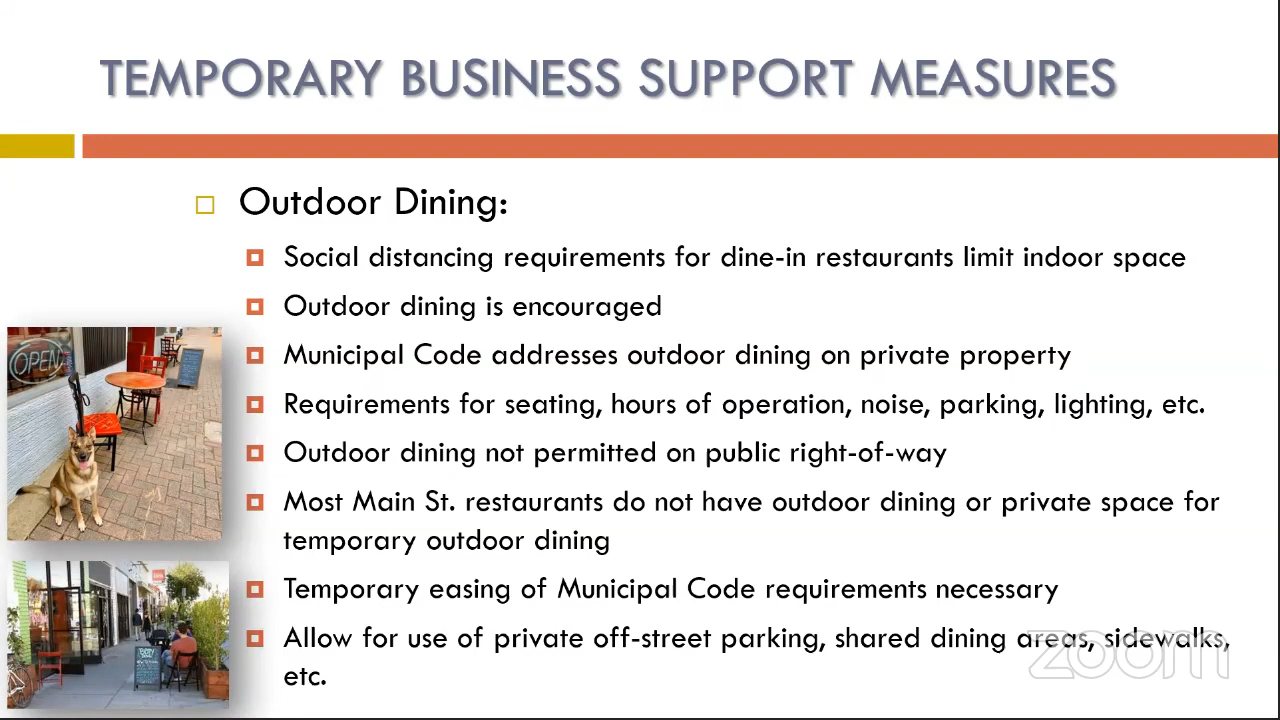 TEMPORARY BUSINESS SUPPORT MEASURES
Outdoor Dining:
Social distancing requirements for dine-in restaurants limit indoor space
Outdoor dining is encouraged
Municipal Code addresses outdoor dining on private property
Requirements for seating, hours of operation, noise, parking, lighting, etc.
Outdoor dining not permitted on public right-of-way
Most Main St. restaurants do not have outdoor dining or private space for
temporary outdoor dining
Temporary easing of Municipal Code requirements necessary
Allow for use of private off-street parking, shared dining areas, sidewalks,
etc.
OPEN
zoom